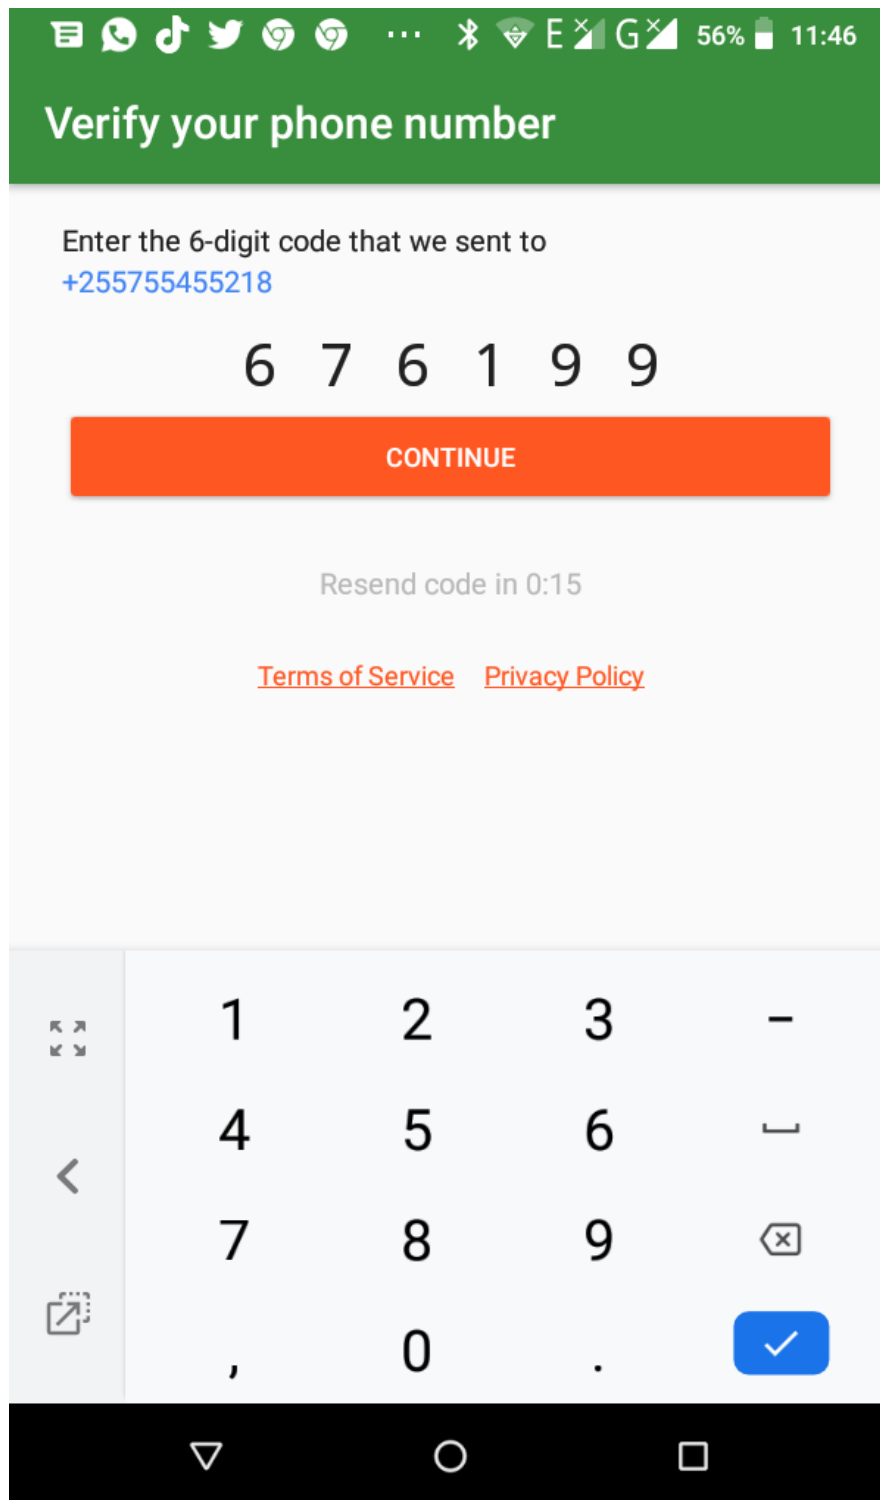 E G 56% 11:46
Verify your phone number
Enter the 6-digit code that we sent to
+255755455218
6 7 6 1 9 9
CONTINUE
Resend code in 0:15
Terms of Service Privacy Policy
1 2 3 -
4 5 6
7 8 9
, 0 .